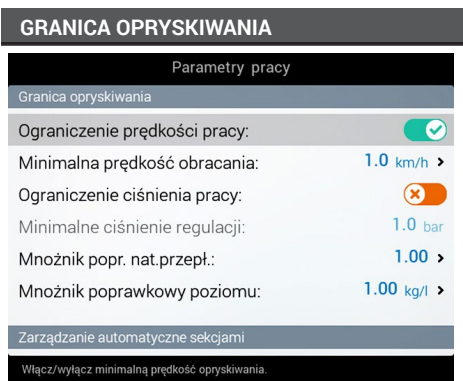 GRANICA OPRYSKIWANIA
Parametry pracy
Granica opryskiwania
Ograniczenie prędkości pracy:
Minimalna prędkość obracania: 1.0 km/h >
Ograniczenie ciśnienia pracy:
Minimalne ciśnienie regulacji: 1.0 bar
Mnożnik popr. nat.przepł.: 1.00 >
Mnożnik poprawkowy poziomu: 1.00 kg/l >
Zarządzanie automatyczne sekcjami
Włącz/wyłącz minimalną prędkość opryskiwania.